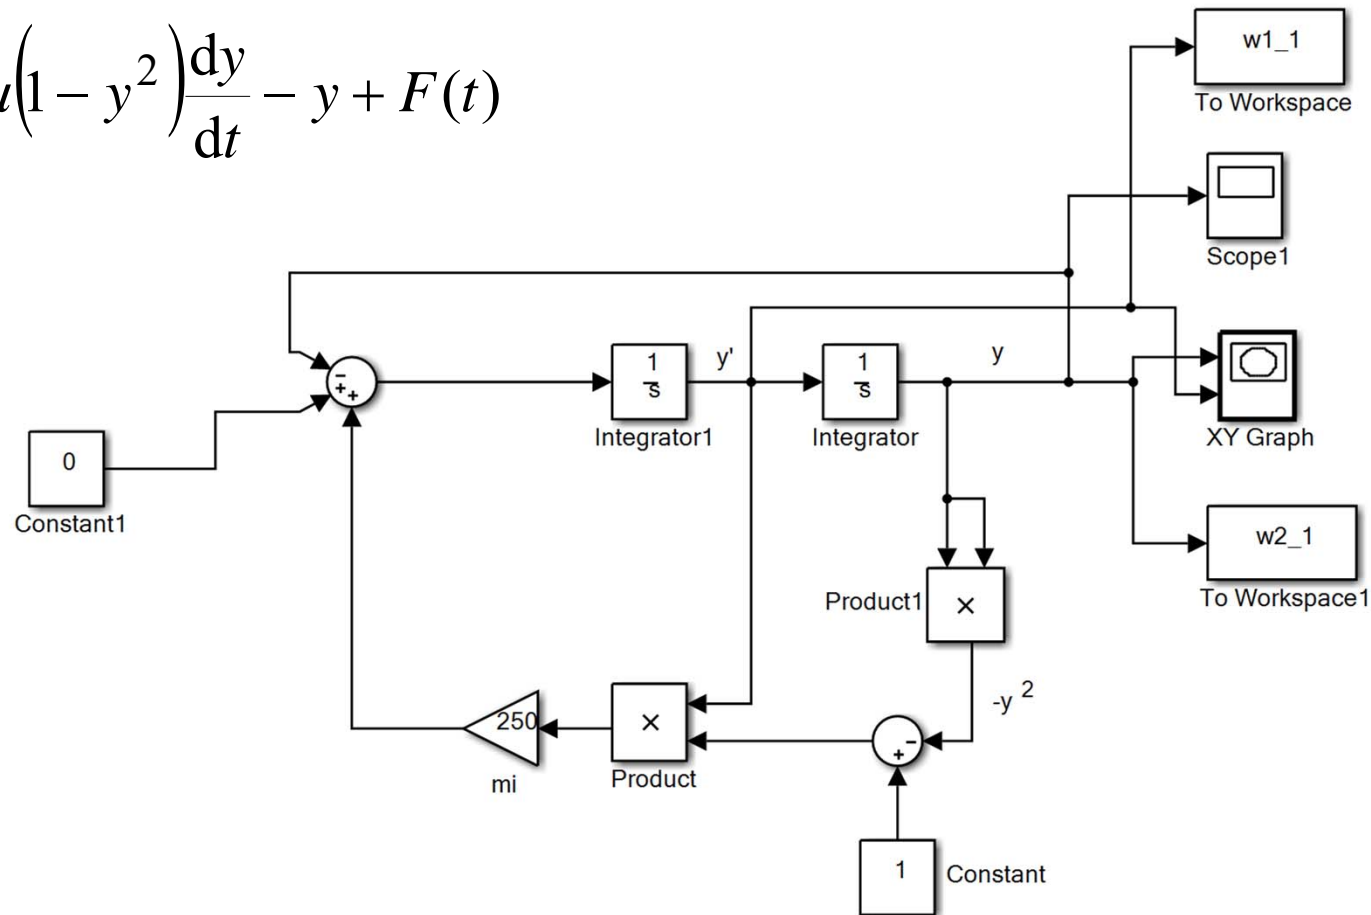 (1 − y²) dy/dt − y + F(t)
w1_1
To Workspace
Scope1
−
+
+
1
s
Integrator1
y'
1
s
Integrator
y
XY Graph
0
Constant1
w2_1
To Workspace1
Product1
×
-y 2
250
mi
×
Product
−
+
1
Constant